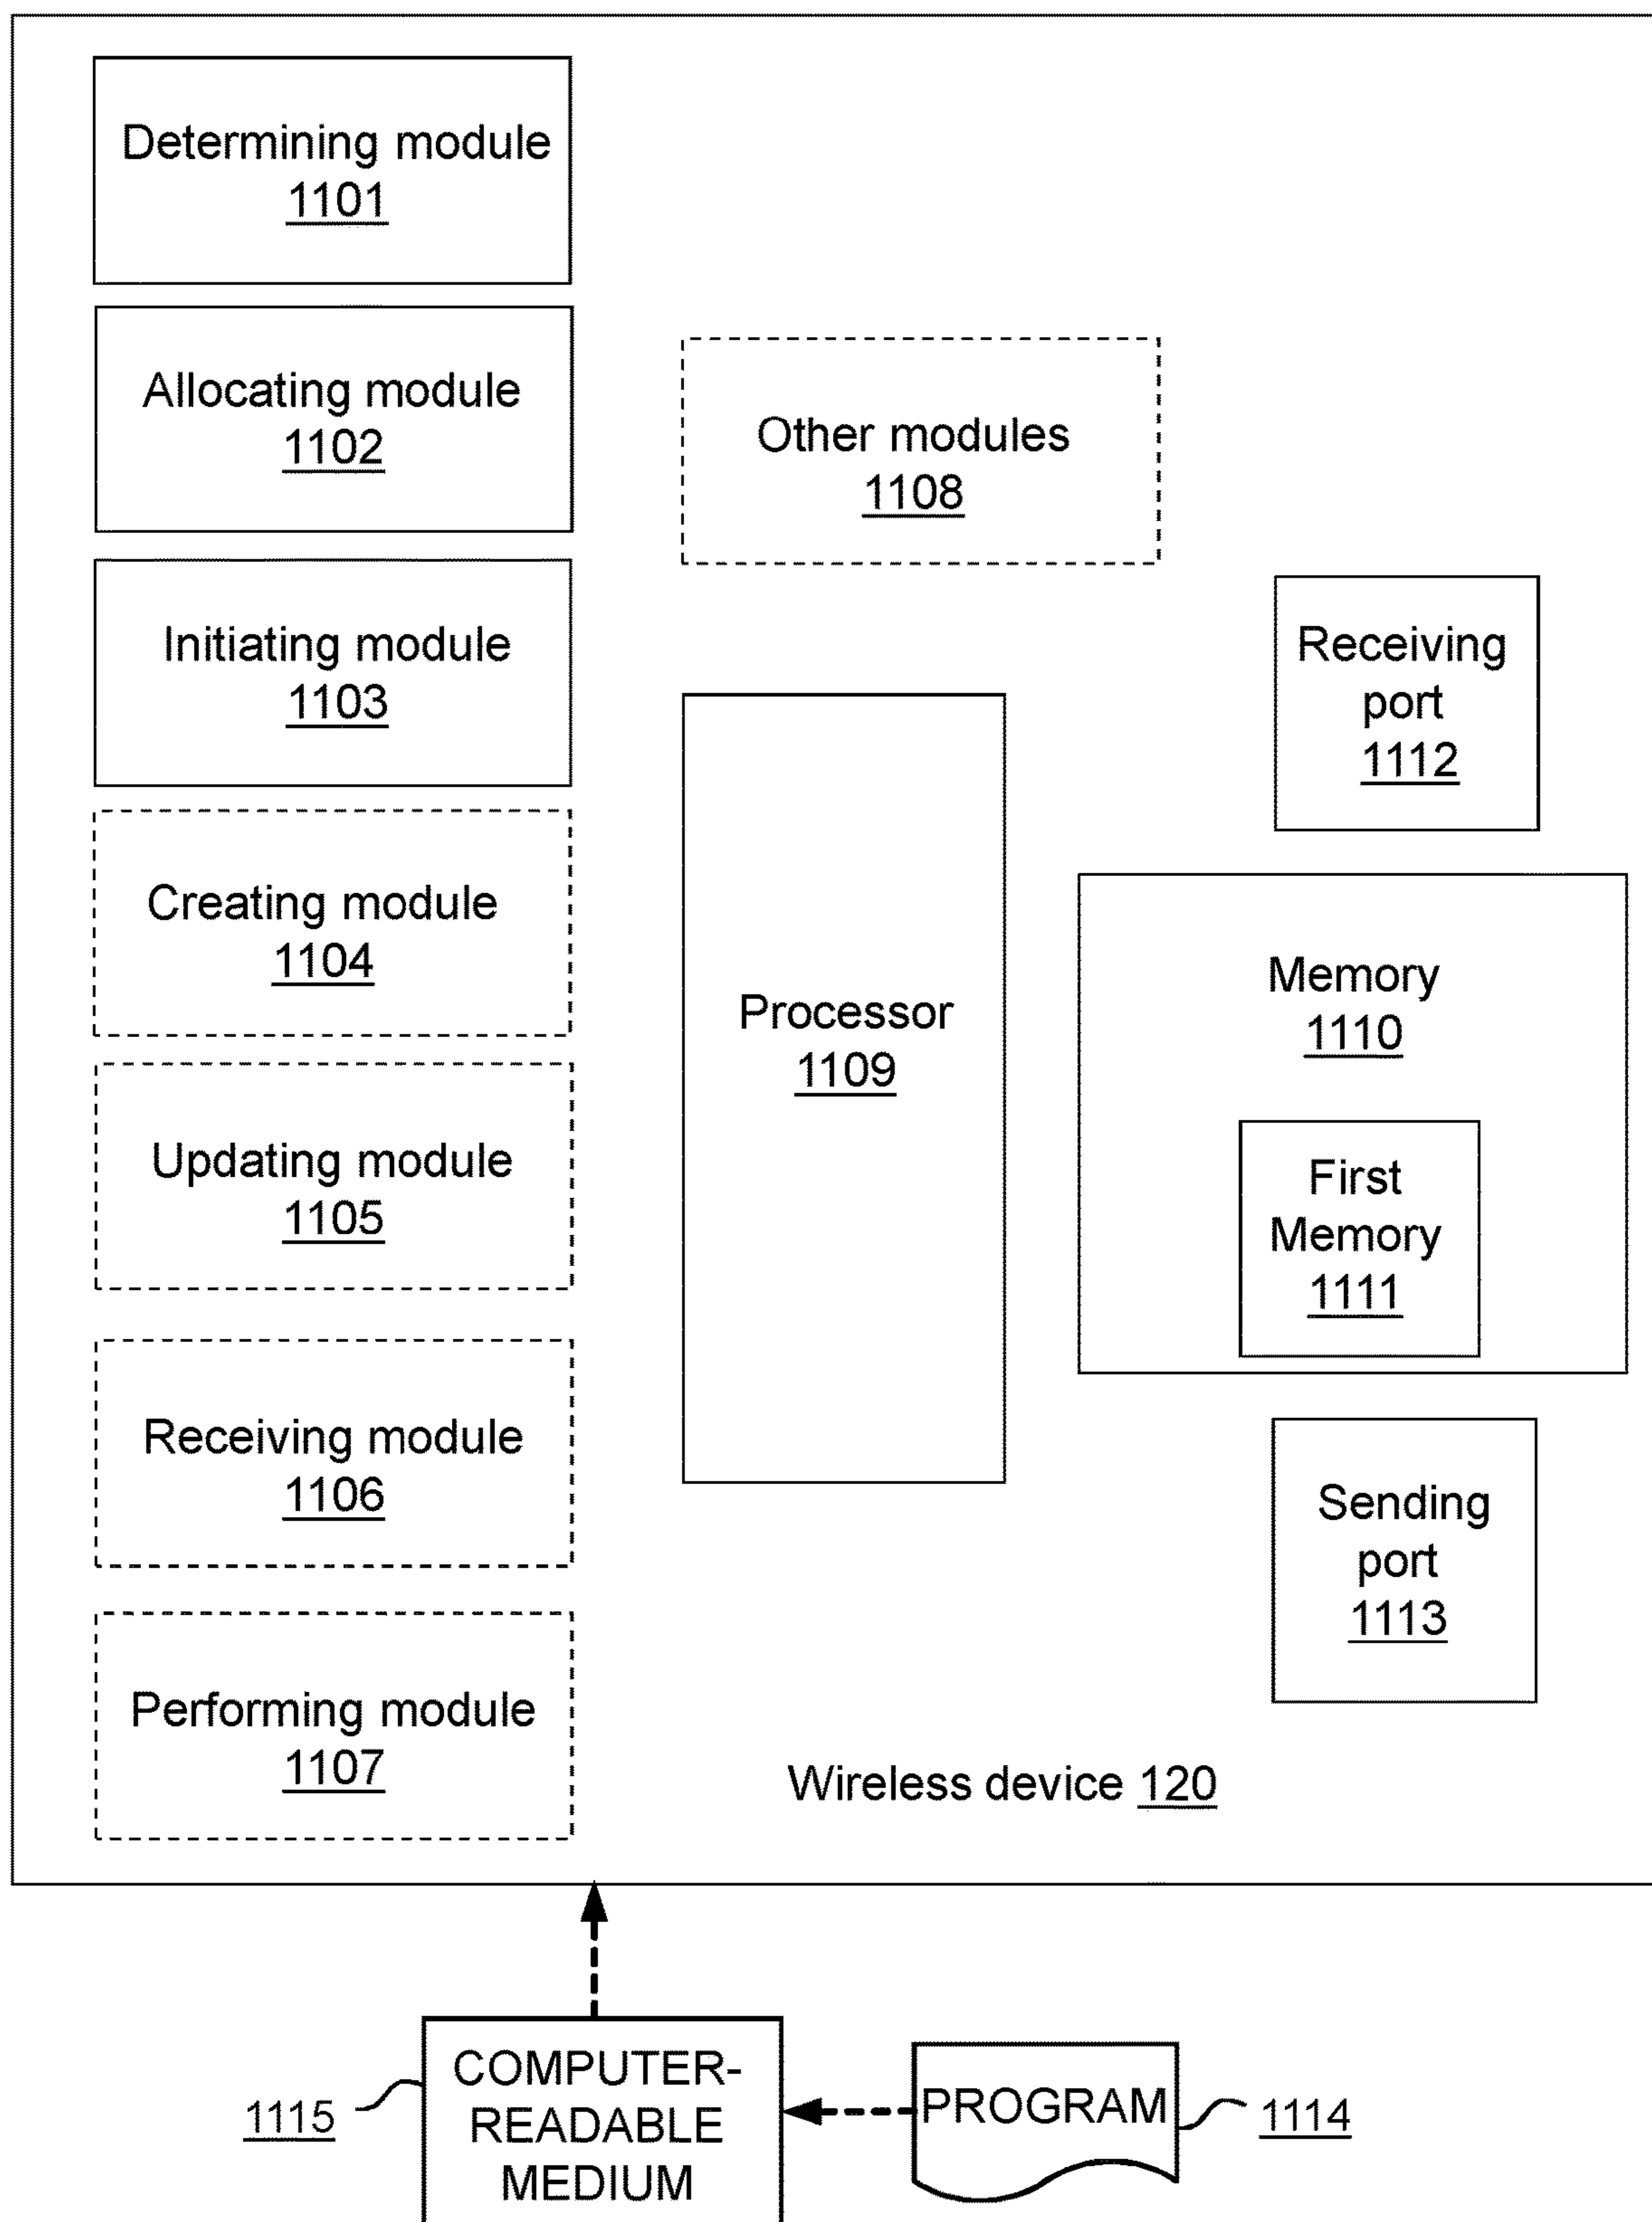 Determining module
1101
Allocating module
1102
Initiating module
1103
Creating module
1104
Updating module
1105
Receiving module
1106
Performing module
1107
Other modules
1108
Processor
1109
Receiving
port
1112
Memory
1110
First
Memory
1111
Sending
port
1113
Wireless device 120
1115
COMPUTER-
READABLE
MEDIUM
PROGRAM
1114